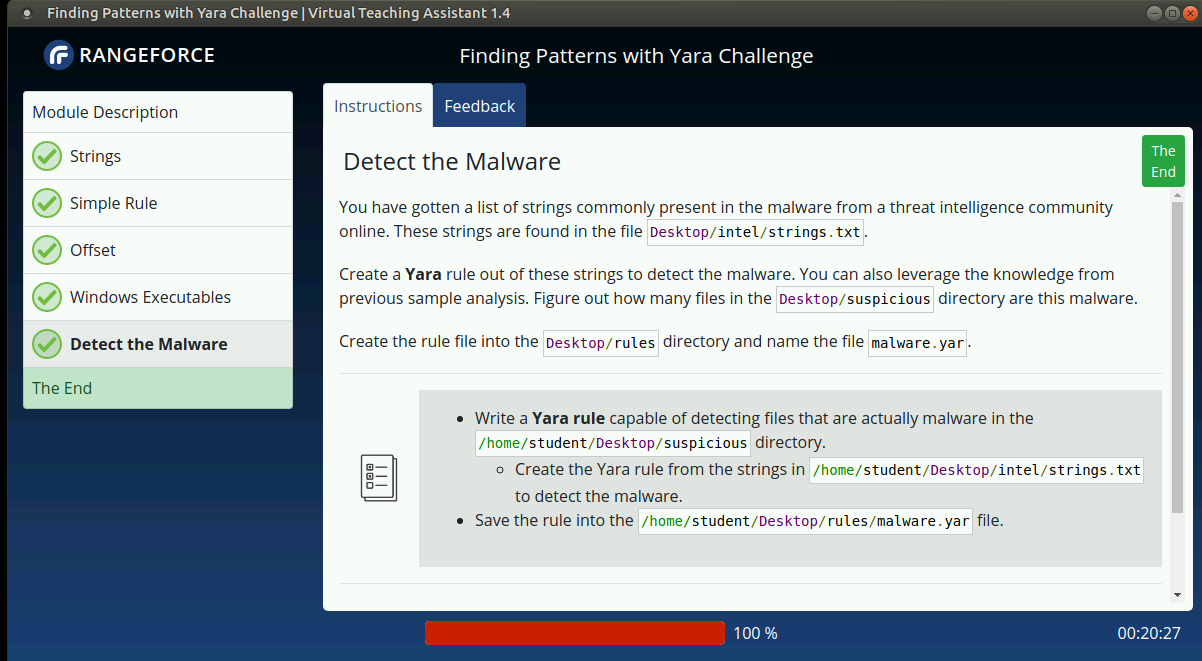 Finding Patterns with Yara Challenge | Virtual Teaching Assistant 1.4
RANGEFORCE
Finding Patterns with Yara Challenge
Module Description
Strings
Simple Rule
Offset
Windows Executables
Detect the Malware
The End
Instructions
Feedback
Detect the Malware
The
End
You have gotten a list of strings commonly present in the malware from a threat intelligence community
online. These strings are found in the file Desktop/intel/strings.txt.
Create a Yara rule out of these strings to detect the malware. You can also leverage the knowledge from
previous sample analysis. Figure out how many files in the Desktop/suspicious directory are this malware.
Create the rule file into the Desktop/rules directory and name the file malware.yar.
Write a Yara rule capable of detecting files that are actually malware in the
/home/student/Desktop/suspicious directory.
Create the Yara rule from the strings in /home/student/Desktop/intel/strings.txt
to detect the malware.
Save the rule into the /home/student/Desktop/rules/malware.yar file.
100 %
00:20:27